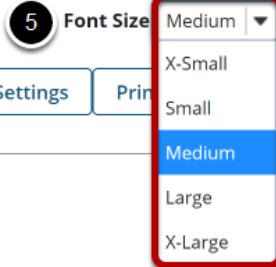 5 Font Size Medium
X-Small
Settings Prin
Small
Medium
Large
X-Large